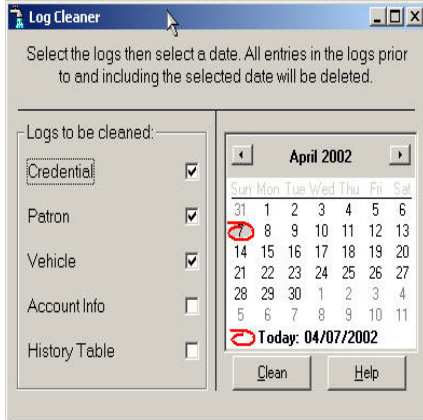 Log Cleaner
Select the logs then select a date. All entries in the logs prior
to and including the selected date will be deleted.
Logs to be cleaned:
Credential
Patron
Vehicle
Account Info
History Table
April 2002
Sun Mon Tue Wed Thu Fri Sat
31 1 2 3 4 5 6
7 8 9 10 11 12 13
14 15 16 17 18 19 20
21 22 23 24 25 26 27
28 29 30 1 2 3 4
5 6 7 8 9 10 11
Today: 04/07/2002
Clean Help